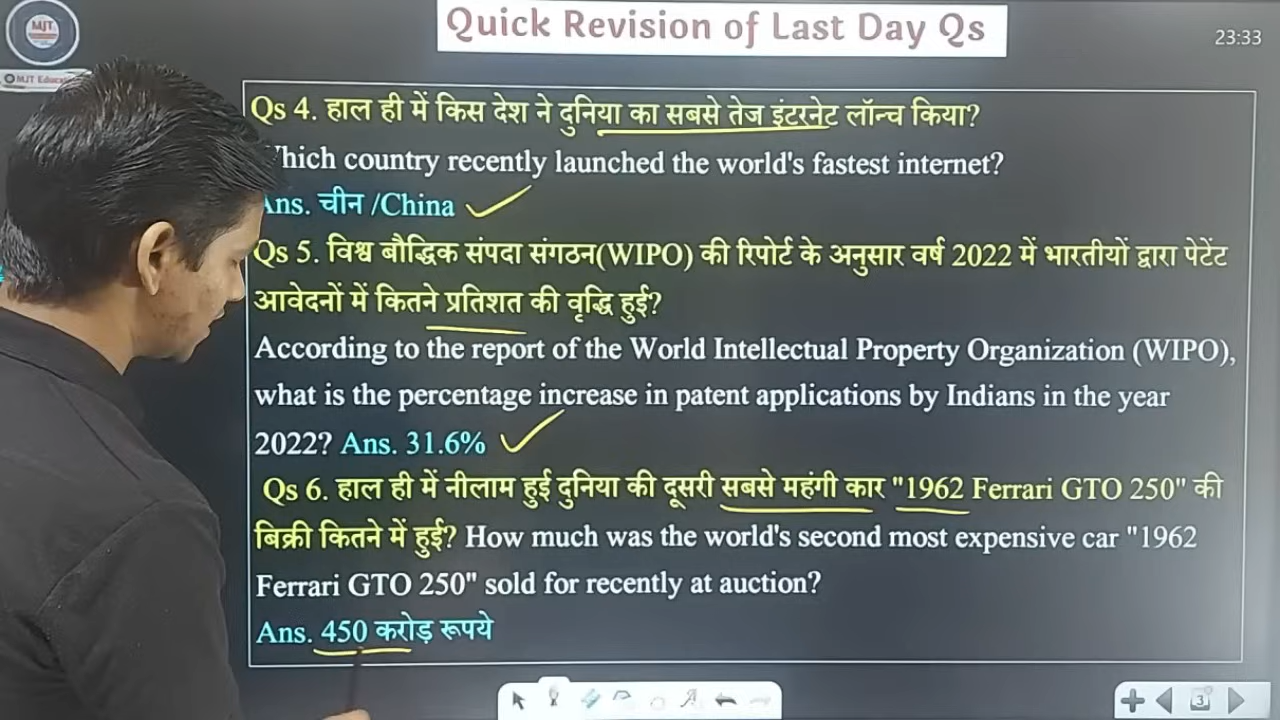 Quick Revision of Last Day Qs
23:33
MJT
MJT
Qs 4. हाल ही में किस देश ने दुनिया का सबसे तेज इंटरनेट लॉन्च किया?
hich country recently launched the world's fastest internet?
Ans. चीन /China
Qs 5. विश्व बौद्धिक संपदा संगठन(WIPO) की रिपोर्ट के अनुसार वर्ष 2022 में भारतीयों द्वारा पेटेंट
आवेदनों में कितने प्रतिशत की वृद्धि हुई?
According to the report of the World Intellectual Property Organization (WIPO),
what is the percentage increase in patent applications by Indians in the year
2022? Ans. 31.6%
Qs 6. हाल ही में नीलाम हुई दुनिया की दूसरी सबसे महंगी कार "1962 Ferrari GTO 250" की
बिक्री कितने में हुई? How much was the world's second most expensive car "1962
Ferrari GTO 250" sold for recently at auction?
Ans. 450 करोड़ रूपये
3